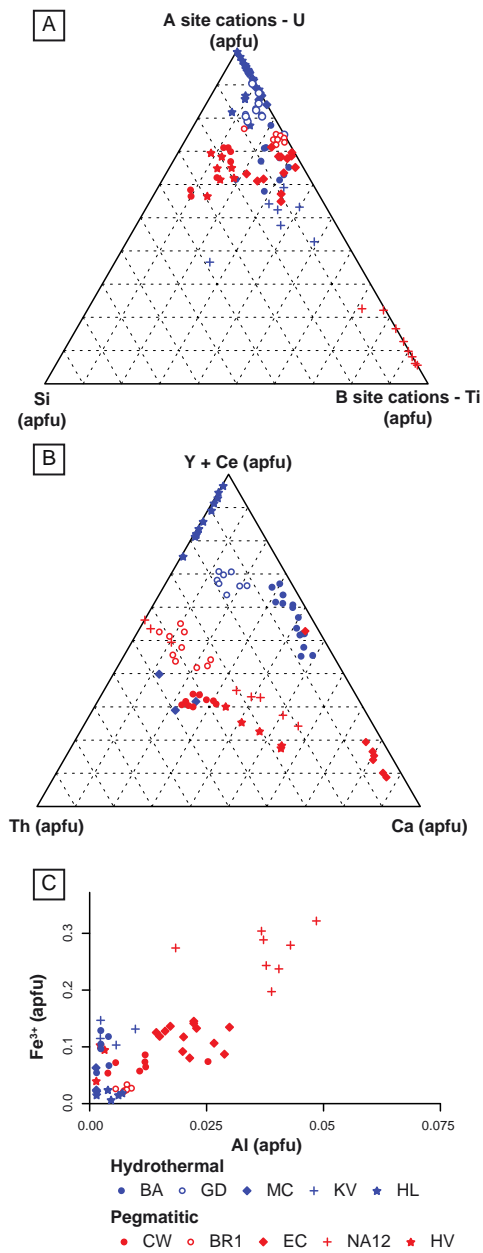 A
A site cations - U
(apfu)
Si
(apfu)
B site cations - Ti
(apfu)
B
Y + Ce (apfu)
Th (apfu)
Ca (apfu)
C
Fe³⁺ (apfu)
0.3
0.2
0.1
0.0
0.00
0.025
0.05
0.075
Al (apfu)
Hydrothermal
BA GD MC KV HL
Pegmatitic
CW BR1 EC NA12 HV